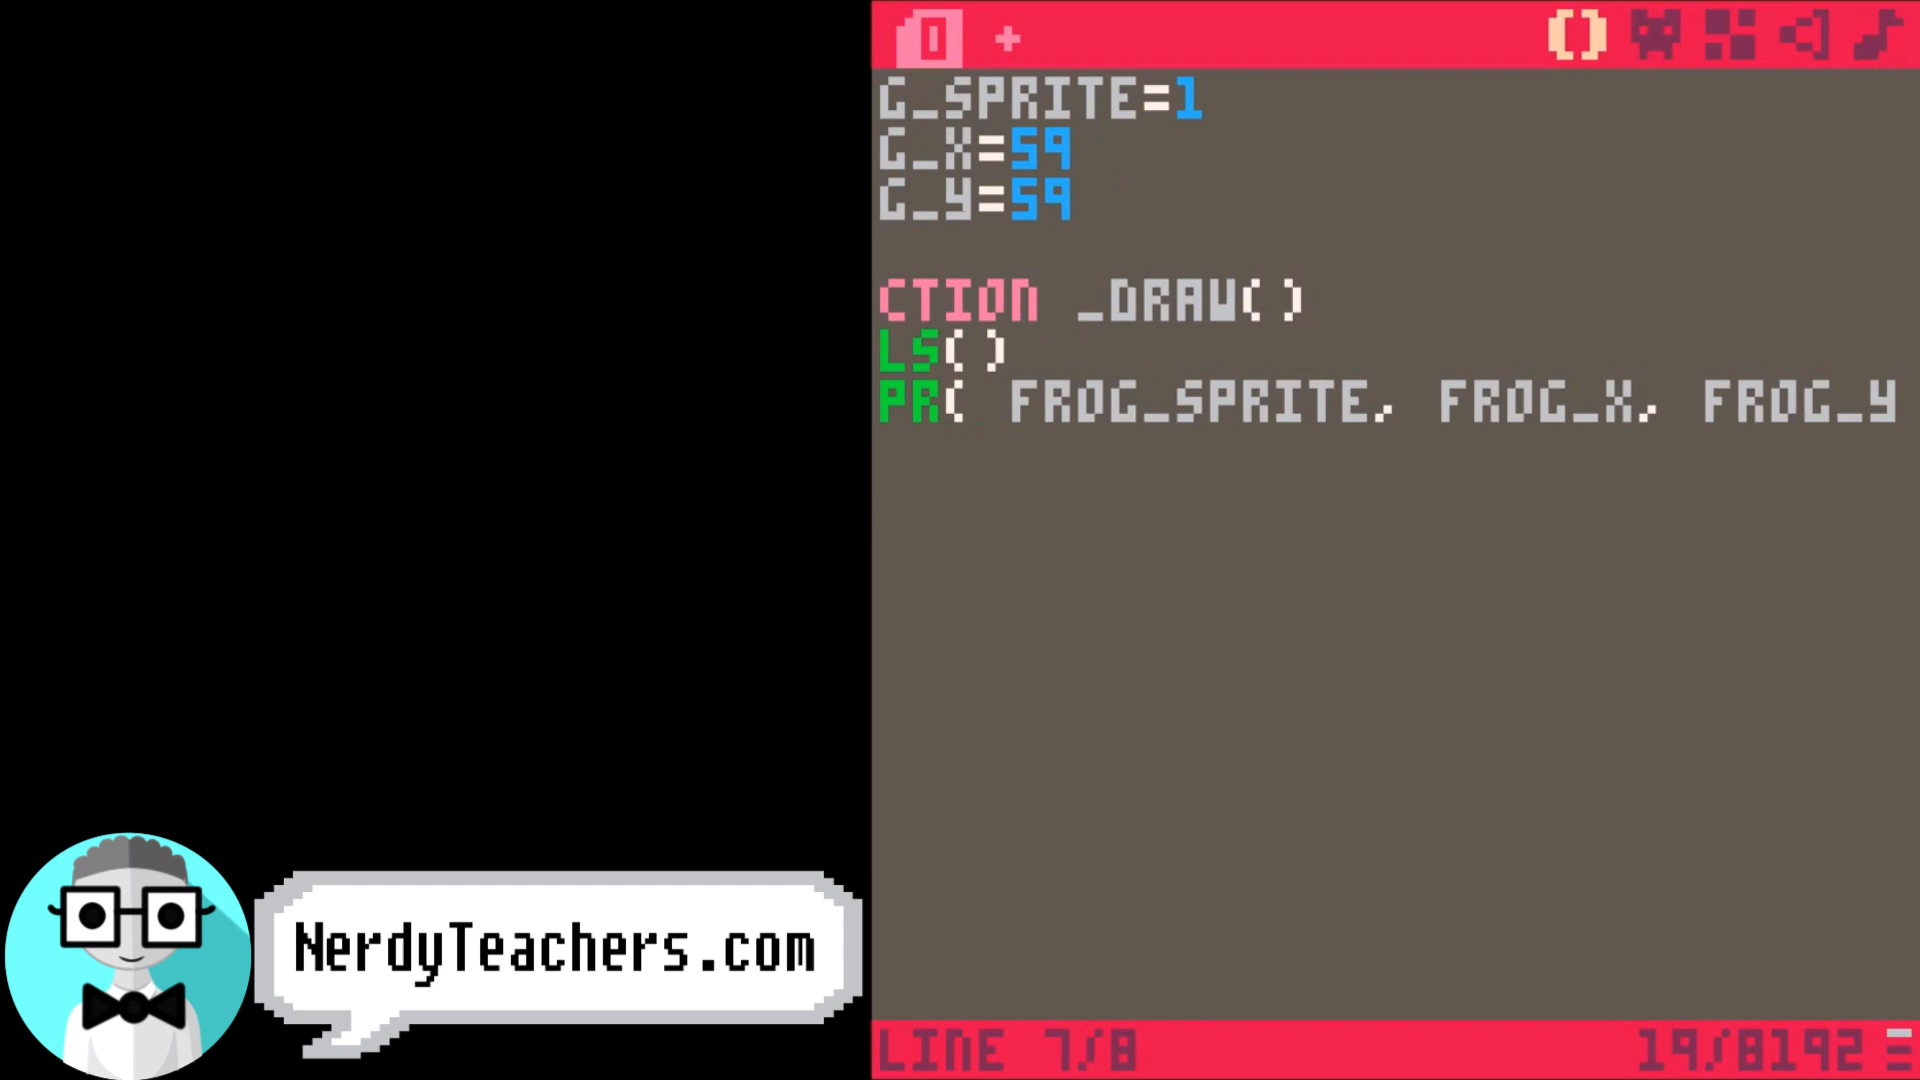 0 +
G_SPRITE=1
G_X=59
G_Y=59
CTION _DRAW()
LS()
PR( FROG_SPRITE, FROG_X, FROG_Y
NerdyTeachers.com
LINE 7/8
19/8192